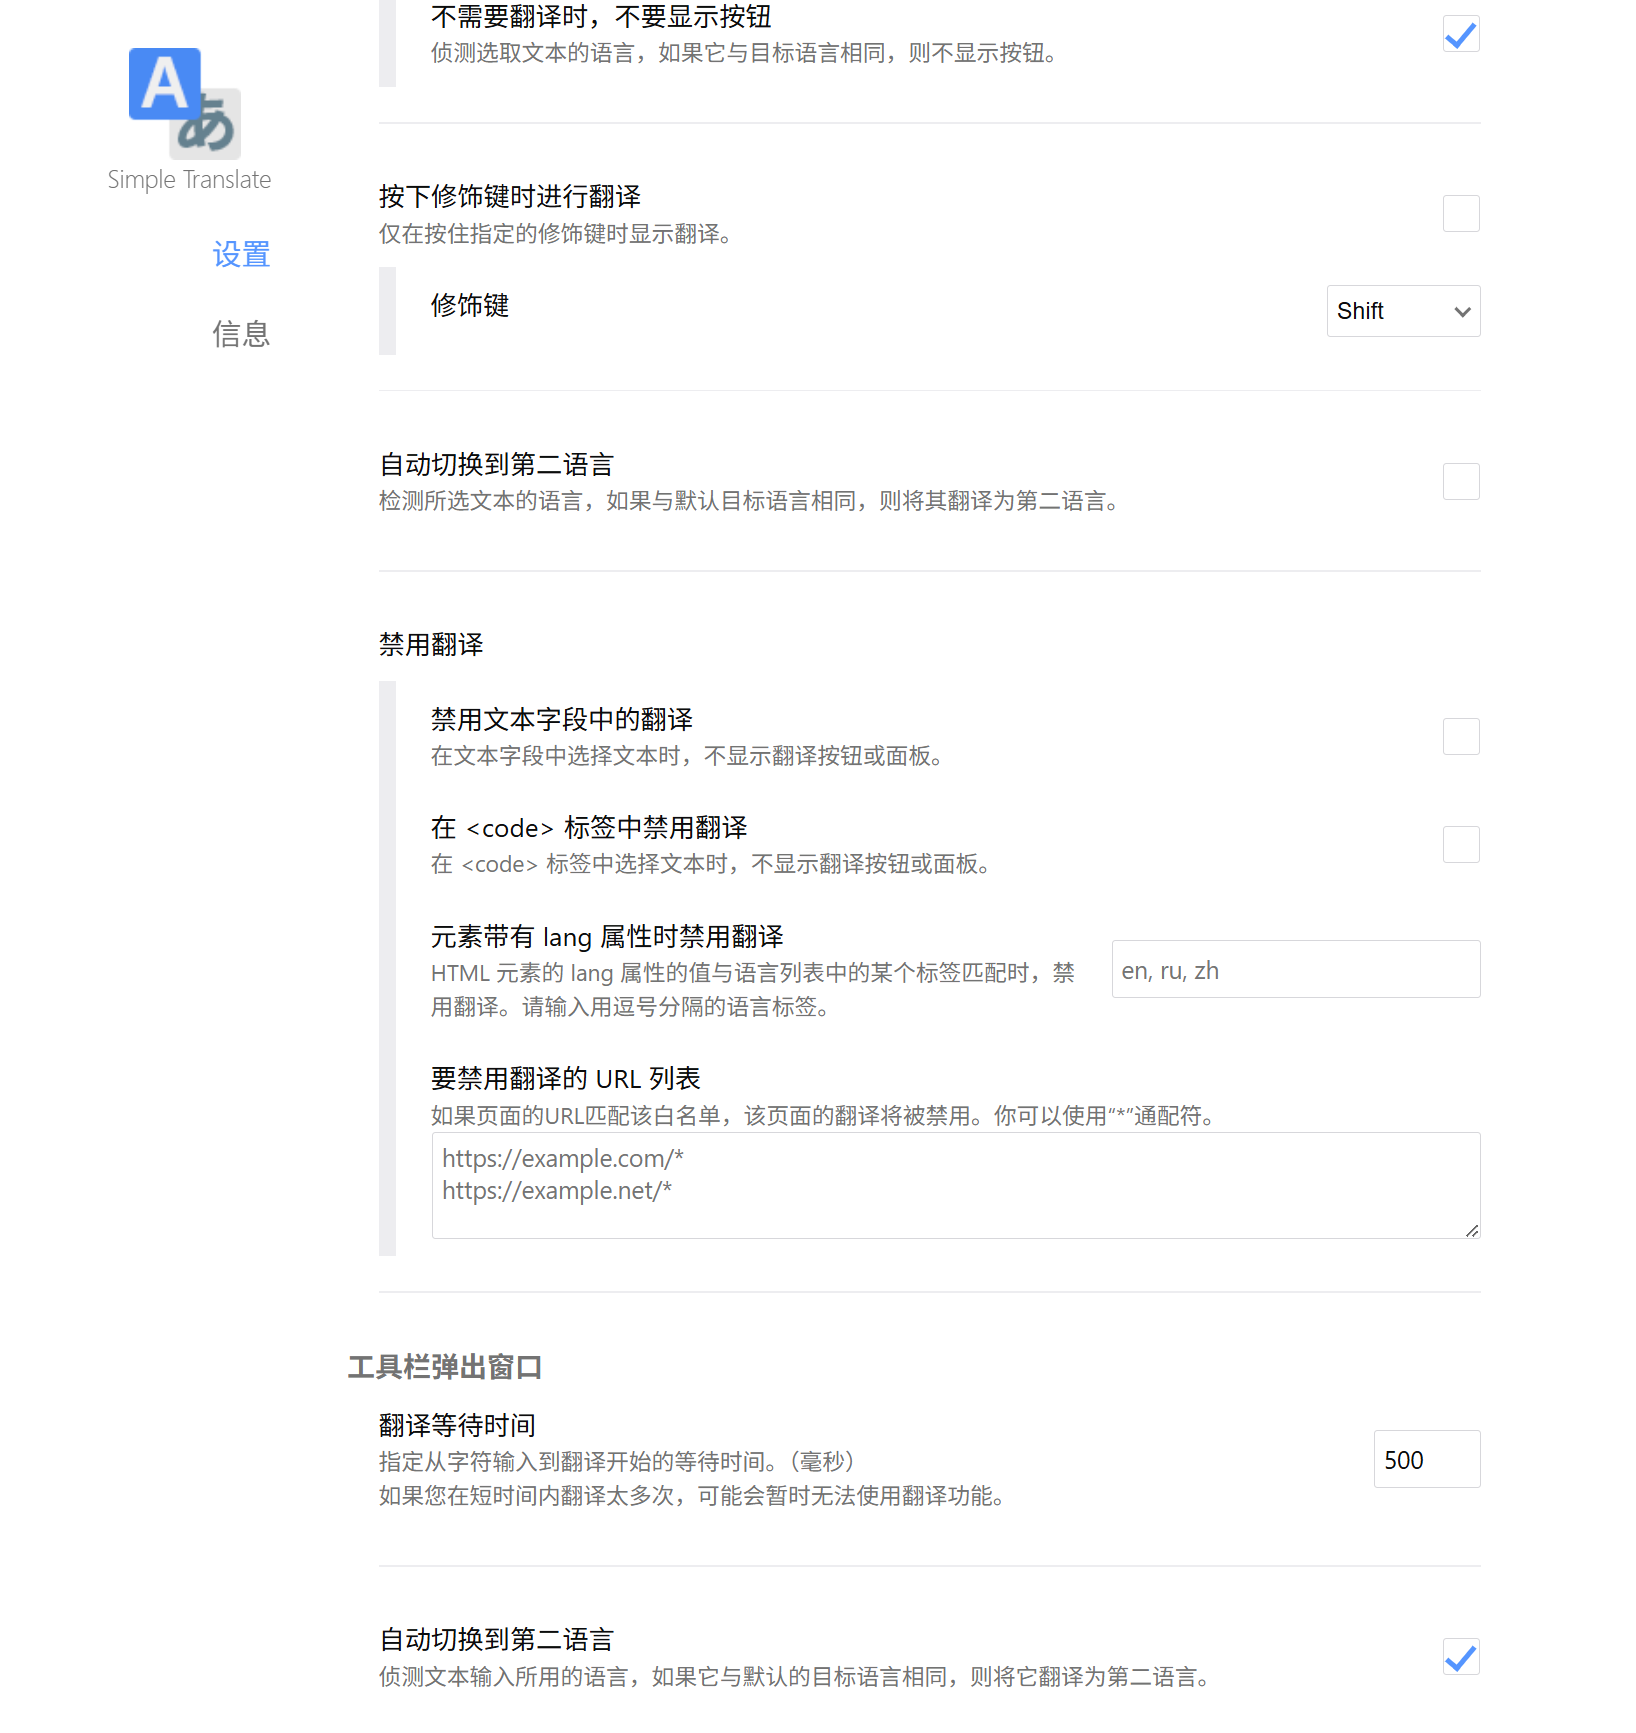 不需要翻译时，不要显示按钮
侦测选取文本的语言，如果它与目标语言相同，则不显示按钮。
A
あ
Simple Translate
设置
信息
按下修饰键时进行翻译
仅在按住指定的修饰键时显示翻译。
修饰键
Shift
自动切换到第二语言
检测所选文本的语言，如果与默认目标语言相同，则将其翻译为第二语言。
禁用翻译
禁用文本字段中的翻译
在文本字段中选择文本时，不显示翻译按钮或面板。
在 <code> 标签中禁用翻译
在 <code> 标签中选择文本时，不显示翻译按钮或面板。
元素带有 lang 属性时禁用翻译
HTML 元素的 lang 属性的值与语言列表中的某个标签匹配时，禁
用翻译。请输入用逗号分隔的语言标签。
en, ru, zh
要禁用翻译的 URL 列表
如果页面的URL匹配该白名单，该页面的翻译将被禁用。你可以使用“*”通配符。
https://example.com/*
https://example.net/*
工具栏弹出窗口
翻译等待时间
指定从字符输入到翻译开始的等待时间。（毫秒）
如果您在短时间内翻译太多次，可能会暂时无法使用翻译功能。
500
自动切换到第二语言
侦测文本输入所用的语言，如果它与默认的目标语言相同，则将它翻译为第二语言。